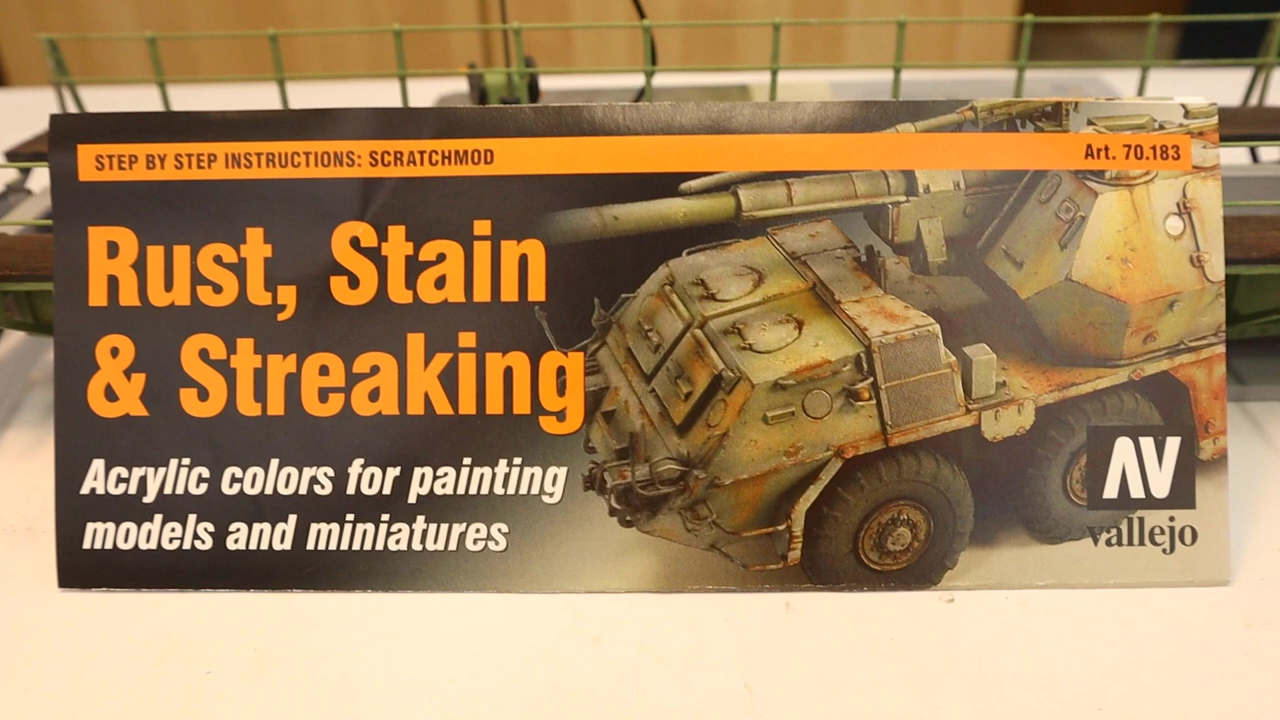 STEP BY STEP INSTRUCTIONS: SCRATCHMOD
Art. 70.183
Rust, Stain
& Streaking
Acrylic colors for painting
models and miniatures
AV
vallejo